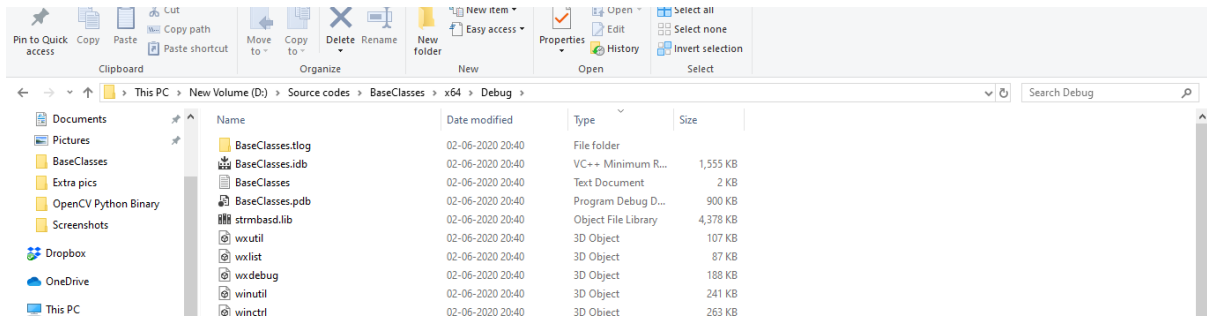 Pin to Quick access
Copy
Paste
Cut
Copy path
Paste shortcut
Clipboard
Move to
Copy to
Delete
Rename
Organize
New folder
New item
Easy access
New
Properties
Open
Edit
History
Open
Select all
Select none
Invert selection
Select
This PC > New Volume (D:) > Source codes > BaseClasses > x64 > Debug >
Search Debug
Documents
Pictures
BaseClasses
Extra pics
OpenCV Python Binary
Screenshots
Dropbox
OneDrive
This PC
Name Date modified Type Size
BaseClasses.tlog 02-06-2020 20:40 File folder
BaseClasses.idb 02-06-2020 20:40 VC++ Minimum R... 1,555 KB
BaseClasses 02-06-2020 20:40 Text Document 2 KB
BaseClasses.pdb 02-06-2020 20:40 Program Debug D... 900 KB
strmbasd.lib 02-06-2020 20:40 Object File Library 4,378 KB
wxutil 02-06-2020 20:40 3D Object 107 KB
wxlist 02-06-2020 20:40 3D Object 87 KB
wxdebug 02-06-2020 20:40 3D Object 188 KB
winutil 02-06-2020 20:40 3D Object 241 KB
winctrl 02-06-2020 20:40 3D Object 263 KB